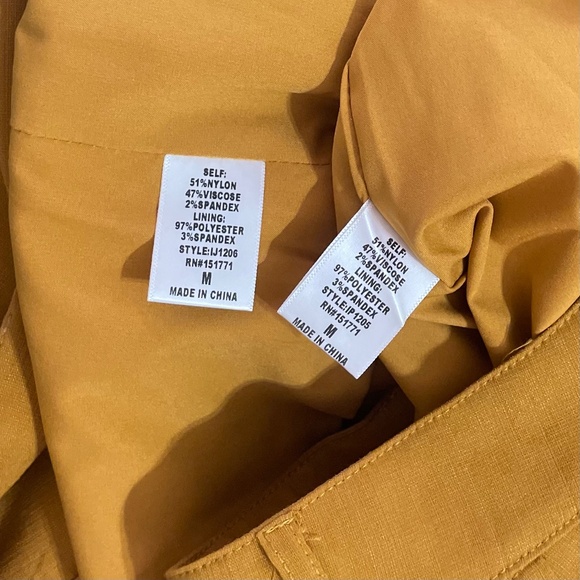 SELF:
51%NYLON
47%VISCOSE
2%SPANDEX
LINING:
97%POLYESTER
3%SPANDEX
STYLE:IJ1206
RN#151771
M
MADE IN CHINA
SELF:
51%NYLON
47%VISCOSE
2%SPANDEX
LINING:
97%POLYESTER
3%SPANDEX
STYLE:IP1205
RN#151771
M
MADE IN CHINA